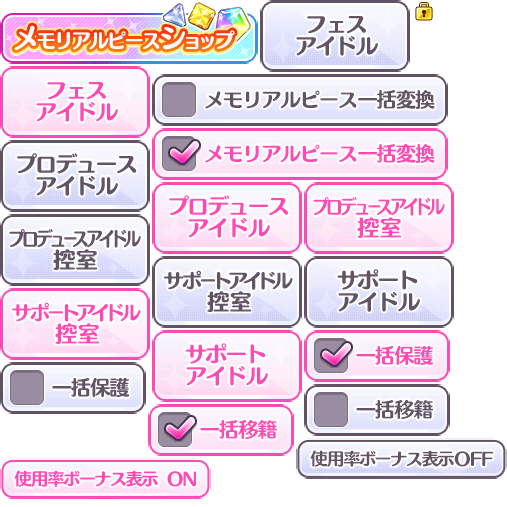 メモリアルピースショップ
フェス
アイドル
フェス
アイドル
メモリアルピース一括変換
メモリアルピース一括変換
プロデュース
アイドル
プロデュース
アイドル
プロデュースアイドル
控室
プロデュースアイドル
控室
サポートアイドル
控室
サポート
アイドル
サポートアイドル
控室
サポート
アイドル
一括保護
一括保護
一括移籍
一括移籍
使用率ボーナス表示OFF
使用率ボーナス表示 ON